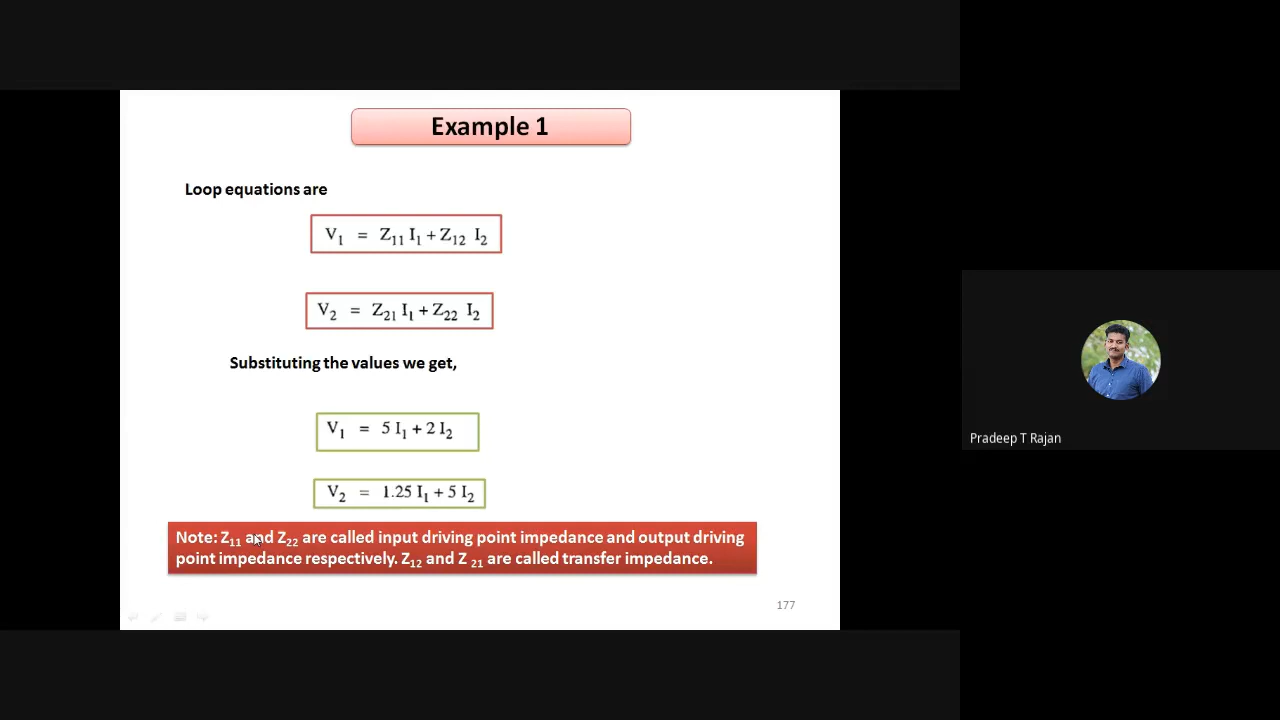 Example 1
Loop equations are
V₁ = Z₁₁ I₁ + Z₁₂ I₂
V₂ = Z₂₁ I₁ + Z₂₂ I₂
Substituting the values we get,
V₁ = 5 I₁ + 2 I₂
V₂ = 1.25 I₁ + 5 I₂
Note: Z₁₁ and Z₂₂ are called input driving point impedance and output driving
point impedance respectively. Z₁₂ and Z ₂₁ are called transfer impedance.
177
Pradeep T Rajan